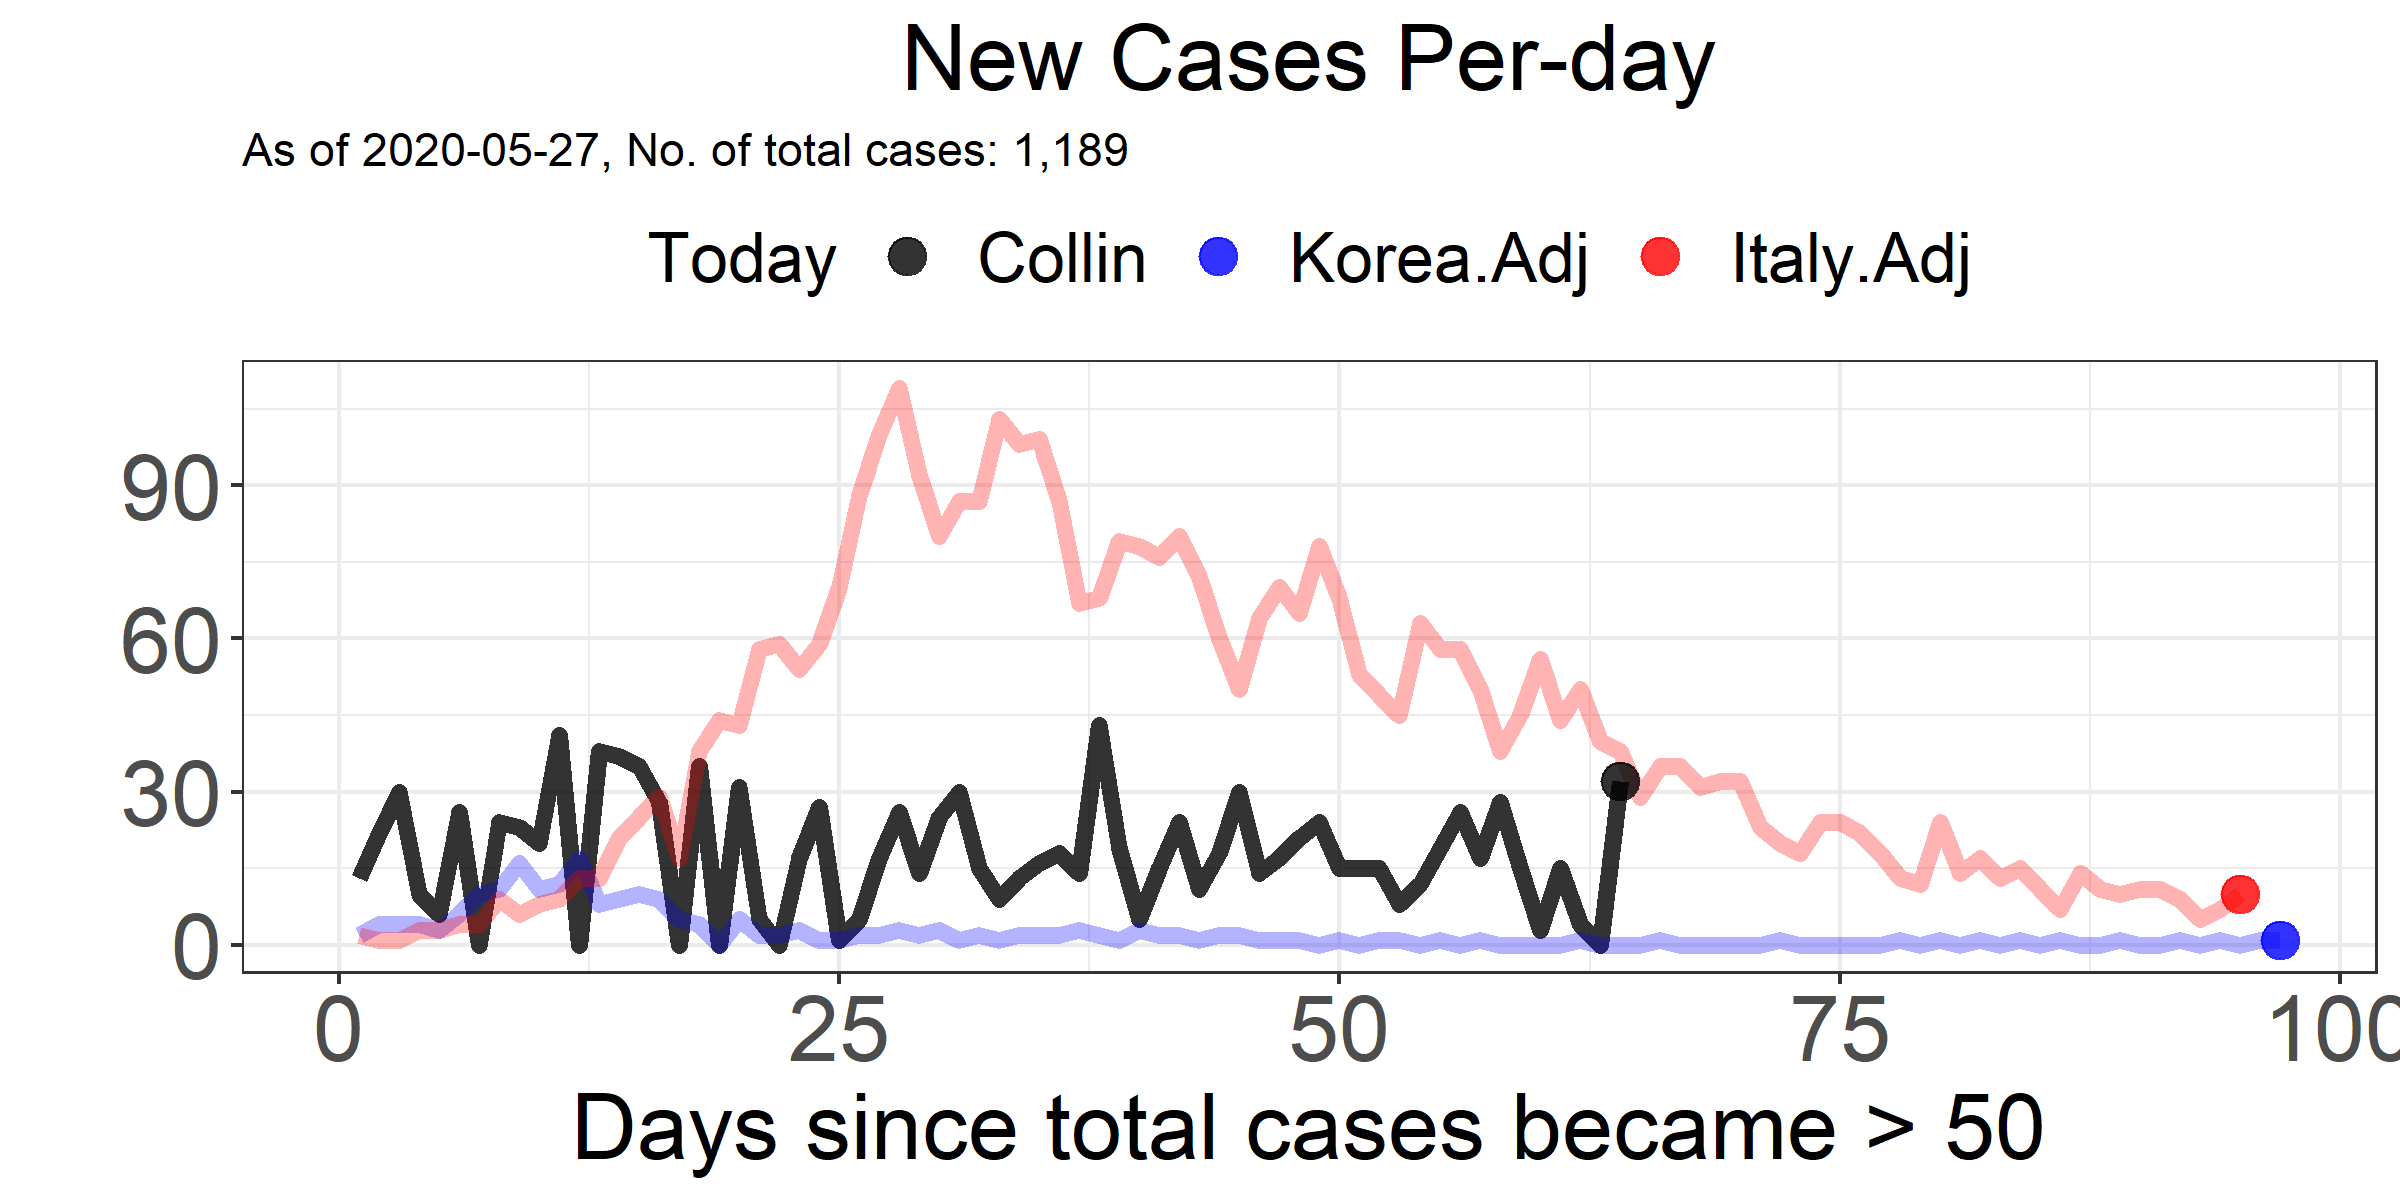 New Cases Per-day
As of 2020-05-27, No. of total cases: 1,189
Today Collin Korea.Adj Italy.Adj
90
60
30
0
0 25 50 75 100
Days since total cases became > 50